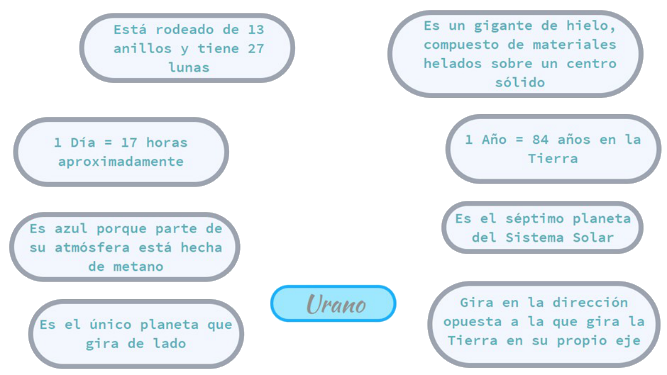 Está rodeado de 13
anillos y tiene 27
lunas
Es un gigante de hielo,
compuesto de materiales
helados sobre un centro
sólido
1 Día = 17 horas
aproximadamente
1 Año = 84 años en la
Tierra
Es azul porque parte de
su atmósfera está hecha
de metano
Es el séptimo planeta
del Sistema Solar
Urano
Es el único planeta que
gira de lado
Gira en la dirección
opuesta a la que gira la
Tierra en su propio eje